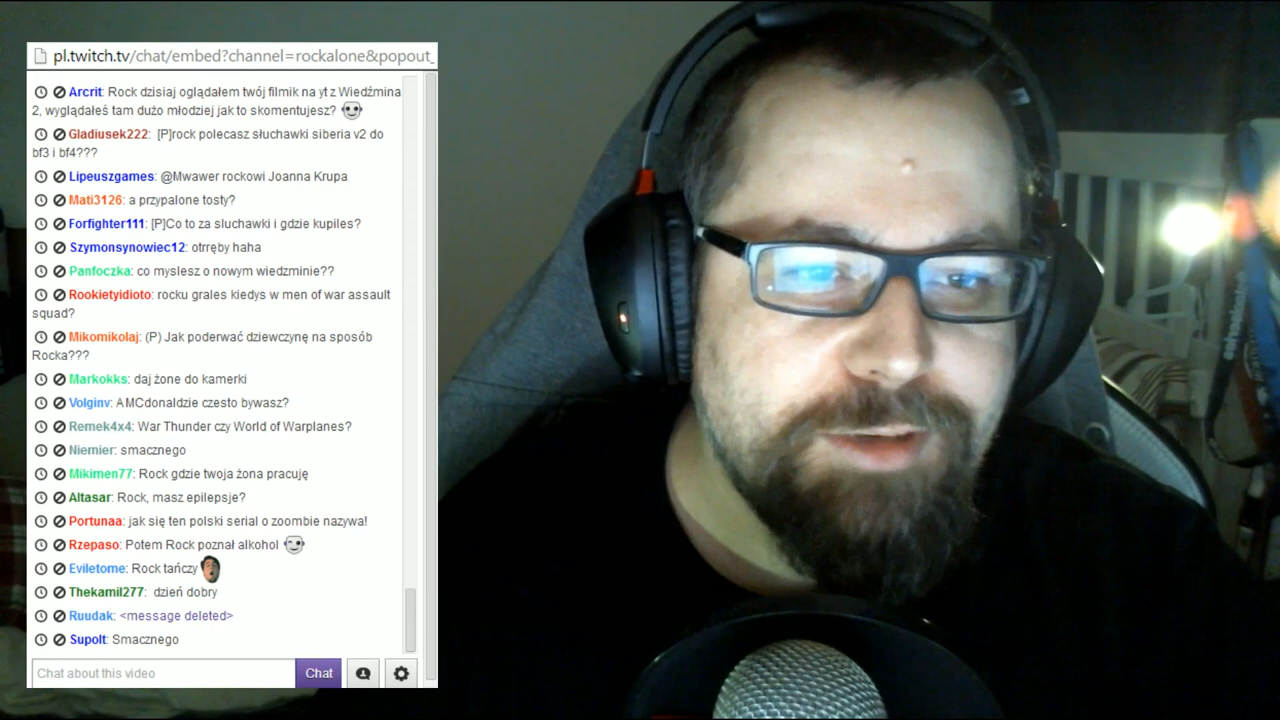 pl.twitch.tv/chat/embed?channel=rockalone&popout_
Arcrit: Rock dzisiaj oglądałem twój filmik na yt z Wiedźmina
2, wyglądałeś tam dużo młodziej jak to skomentujesz?
Gladiusek222: [P]rock polecasz słuchawki siberia v2 do
bf3 i bf4???
Lipeuszgames: @Mwawer rockowi Joanna Krupa
Mati3126: a przypalone tosty?
Forfighter111: [P]Co to za sluchawki i gdzie kupiles?
Szymonsynowiec12: otrręby haha
Panfoczka: co myslesz o nowym wiedzminie??
Rookietyidioto: rocku grales kiedys w men of war assault
squad?
Mikomikolaj: (P) Jak poderwać dziewczynę na sposób
Rocka???
Markokks: daj żone do kamerki
Volginv: A MCdonaldzie czesto bywasz?
Remek4x4: War Thunder czy World of Warplanes?
Niemier: smacznego
Mikimen77: Rock gdzie twoja żona pracuję
Altasar: Rock, masz epilepsje?
Portunaa: jak się ten polski serial o zoombie nazywa!
Rzepaso: Potem Rock poznał alkohol
Eviletome: Rock tańczy
Thekamil277: dzień dobry
Ruudak: <message deleted>
Supolt: Smacznego
Chat about this video
Chat